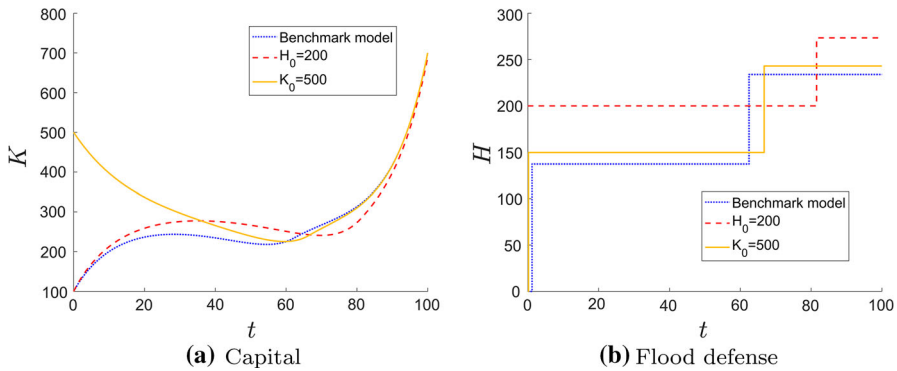 800
700
600
500
400
300
200
100
K
0
20
40
60
80
100
t
Benchmark model
H₀=200
K₀=500
(a) Capital
300
250
200
150
100
50
0
H
0
20
40
60
80
100
t
Benchmark model
H₀=200
K₀=500
(b) Flood defense